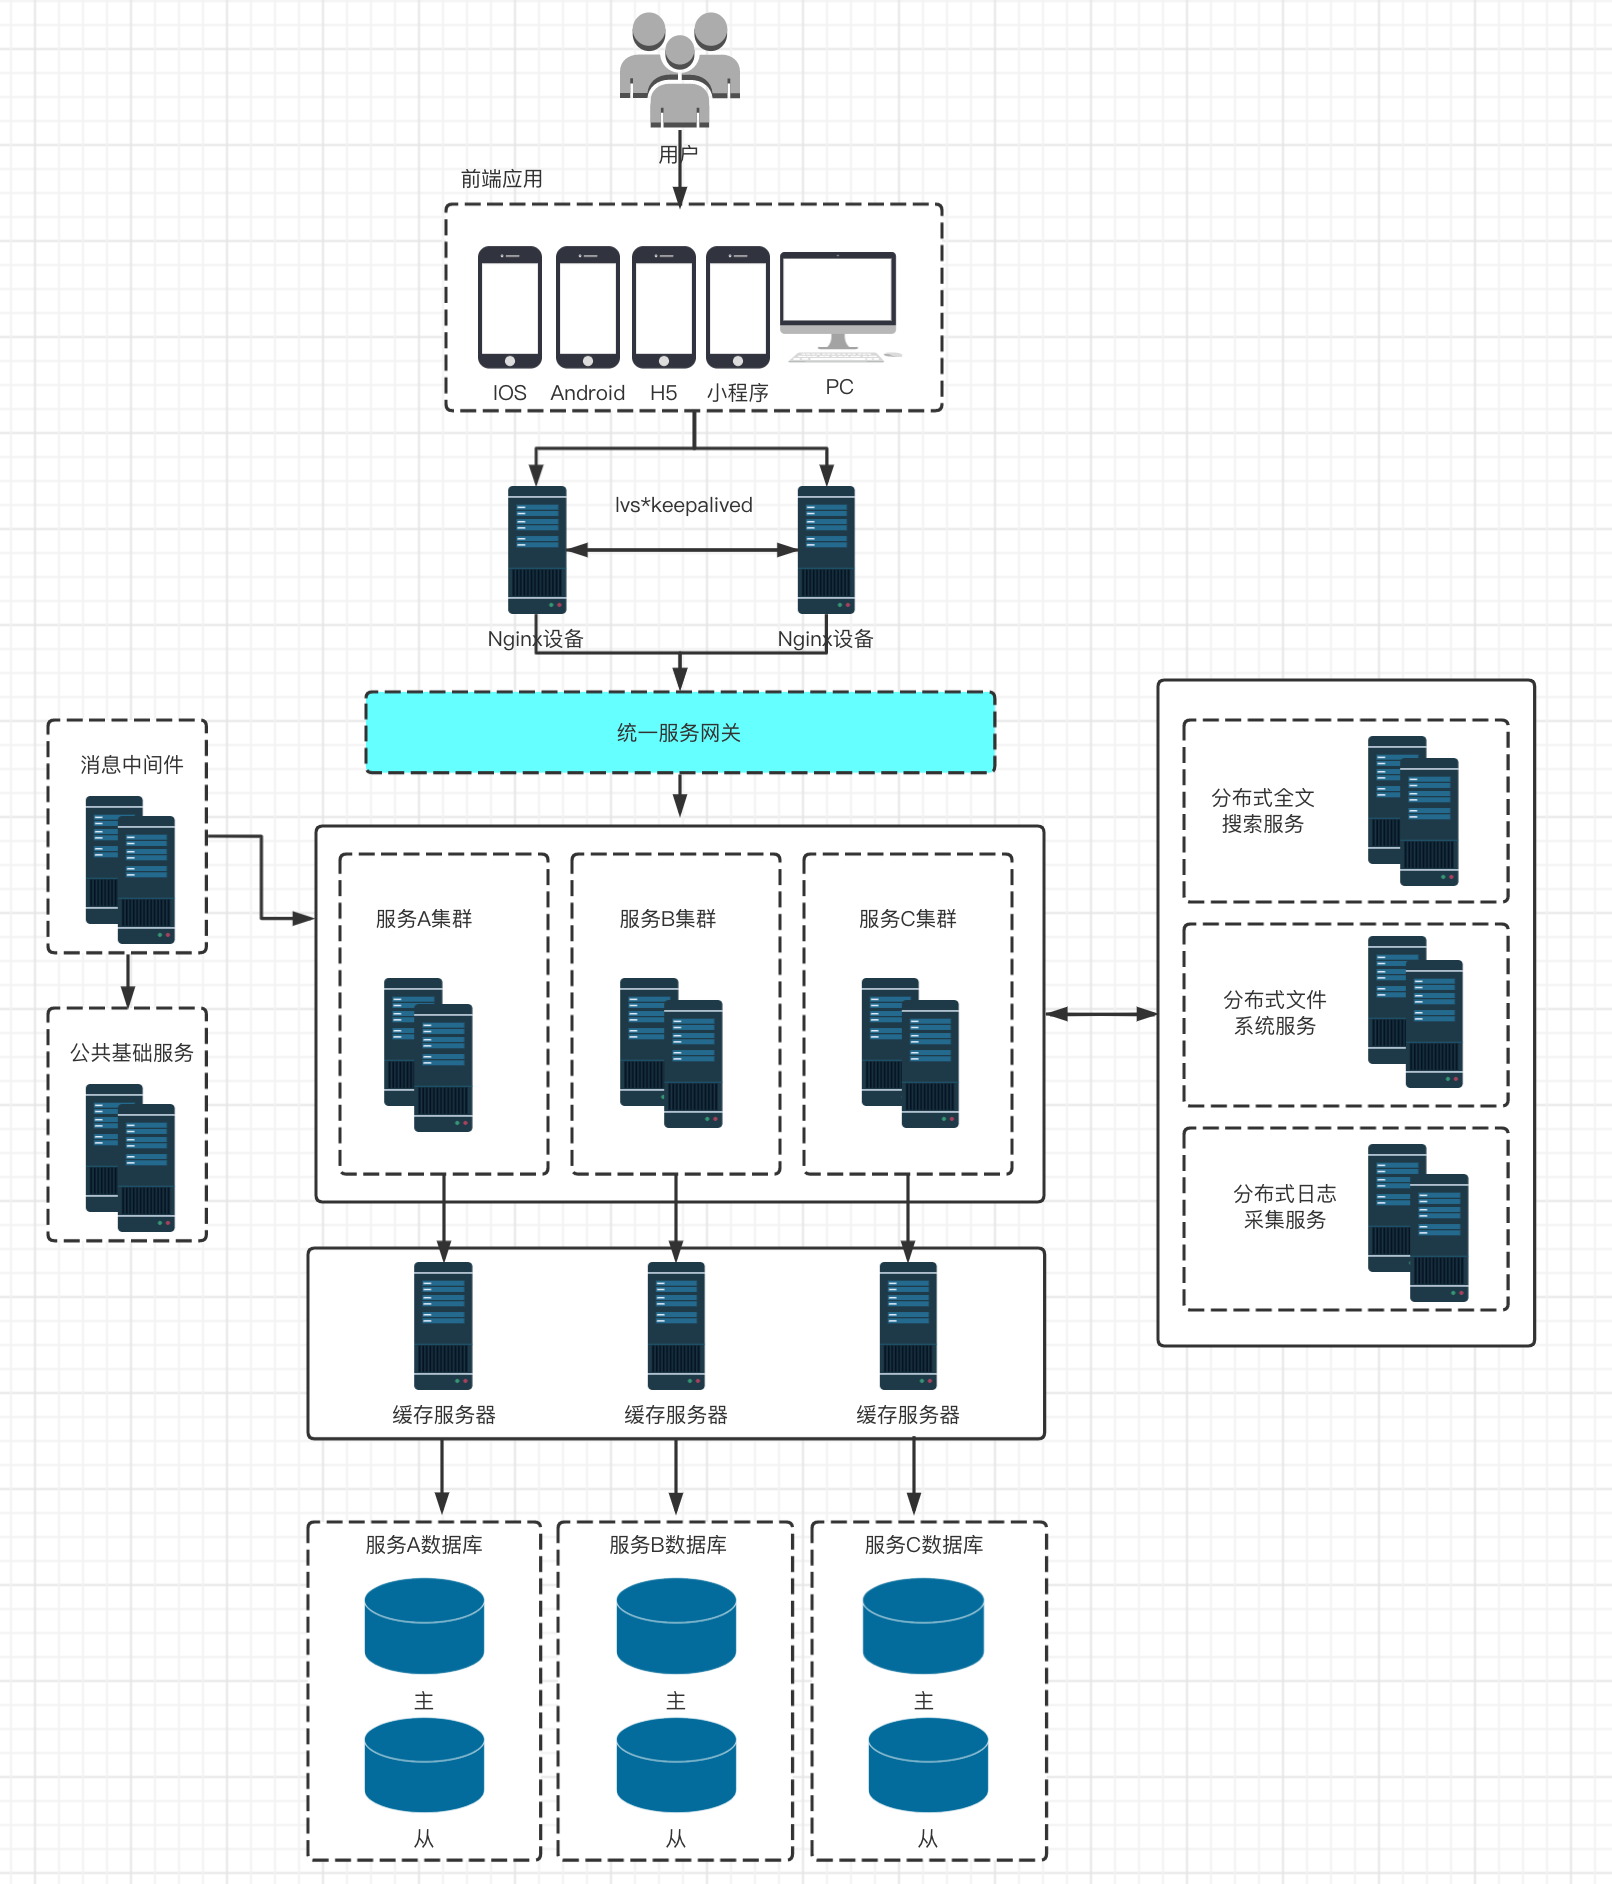 用户
前端应用
IOS
Android
H5
小程序
PC
lvs*keepalived
Nginx设备
Nginx设备
统一服务网关
消息中间件
公共基础服务
服务A集群
服务B集群
服务C集群
分布式全文
搜索服务
分布式文件
系统服务
分布式日志
采集服务
缓存服务器
缓存服务器
缓存服务器
服务A数据库
服务B数据库
服务C数据库
主
主
主
从
从
从